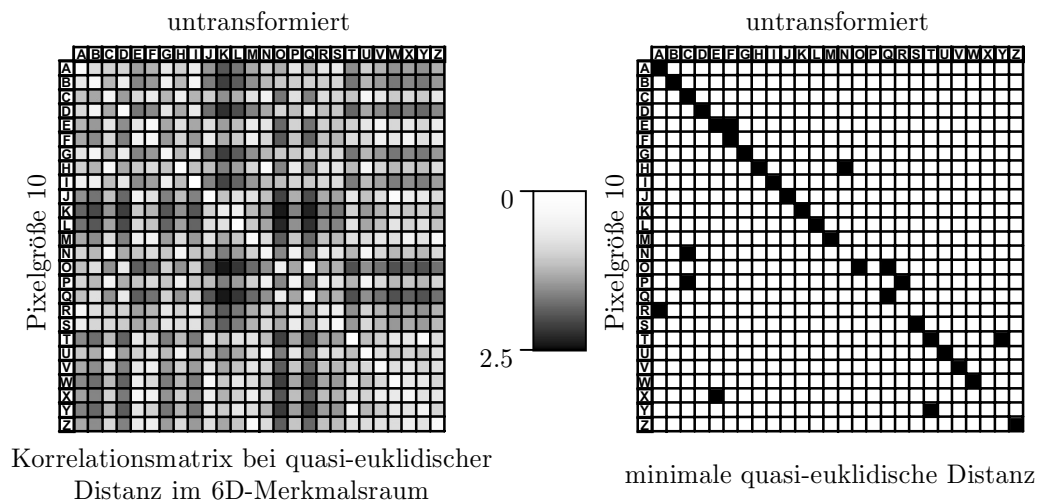 untransformiert
untransformiert
A B C D E F G H I J K L M N O P Q R S T U V W X Y Z
A B C D E F G H I J K L M N O P Q R S T U V W X Y Z
A
B
C
D
E
F
G
H
I
J
K
L
M
N
O
P
Q
R
S
T
U
V
W
X
Y
Z
Pixelgröße 10
0
2.5
A
B
C
D
E
F
G
H
I
J
K
L
M
N
O
P
Q
R
S
T
U
V
W
X
Y
Z
Pixelgröße 10
Korrelationsmatrix bei quasi-euklidischer
Distanz im 6D-Merkmalsraum
minimale quasi-euklidische Distanz